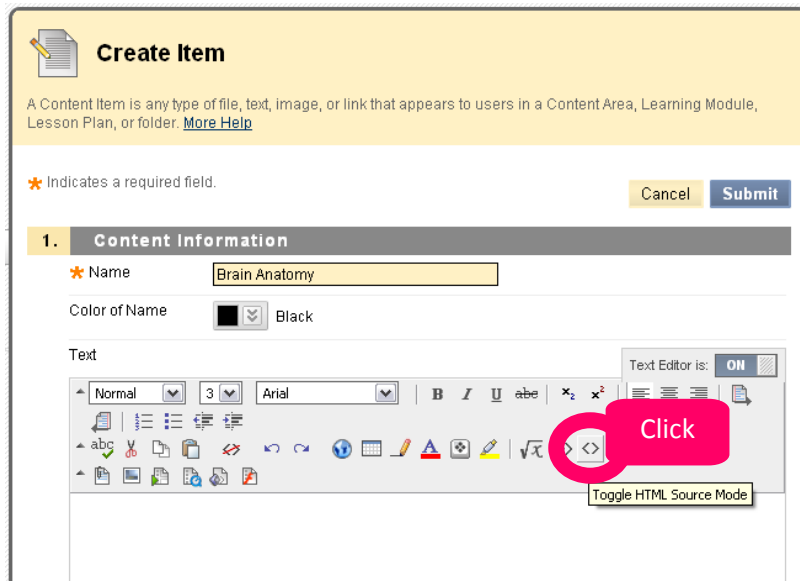 Create Item
A Content Item is any type of file, text, image, or link that appears to users in a Content Area, Learning Module,
Lesson Plan, or folder. More Help
Indicates a required field.
Cancel Submit
1. Content Information
Name Brain Anatomy
Color of Name Black
Text
Text Editor is: ON
Normal 3 Arial B I U abc x₂ x²
abc √x <>
Click
Toggle HTML Source Mode